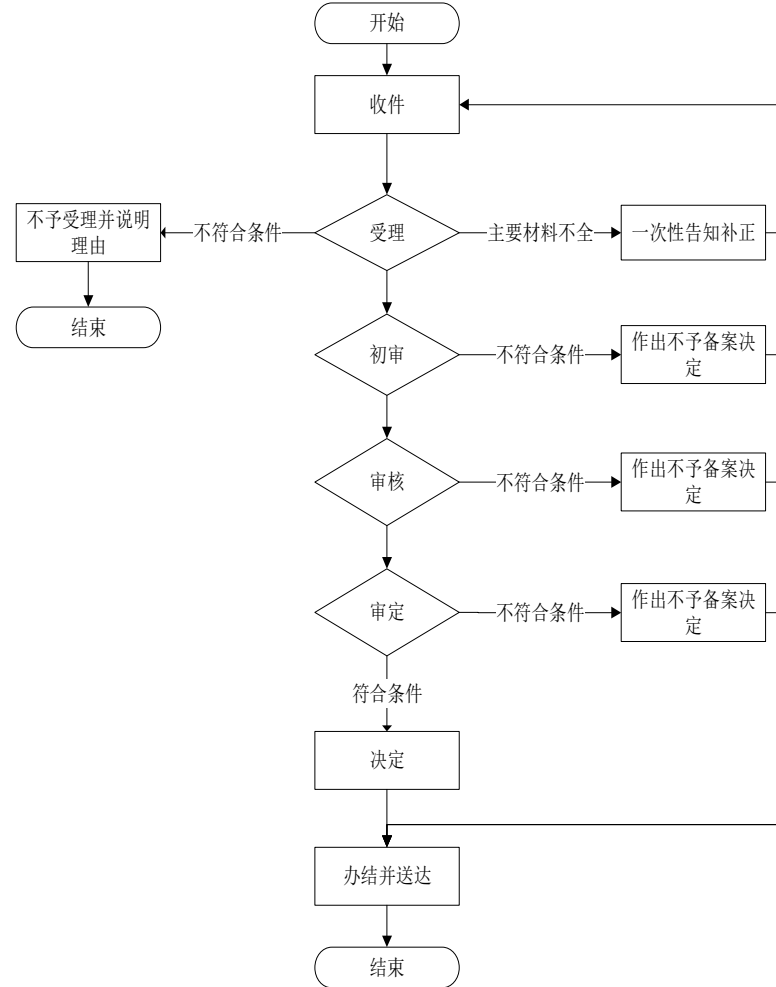 开始
收件
不予受理并说明
理由
不符合条件
受理
主要材料不全
一次性告知补正
结束
初审
不符合条件
作出不予备案决
定
审核
不符合条件
作出不予备案决
定
审定
不符合条件
作出不予备案决
定
符合条件
决定
办结并送达
结束